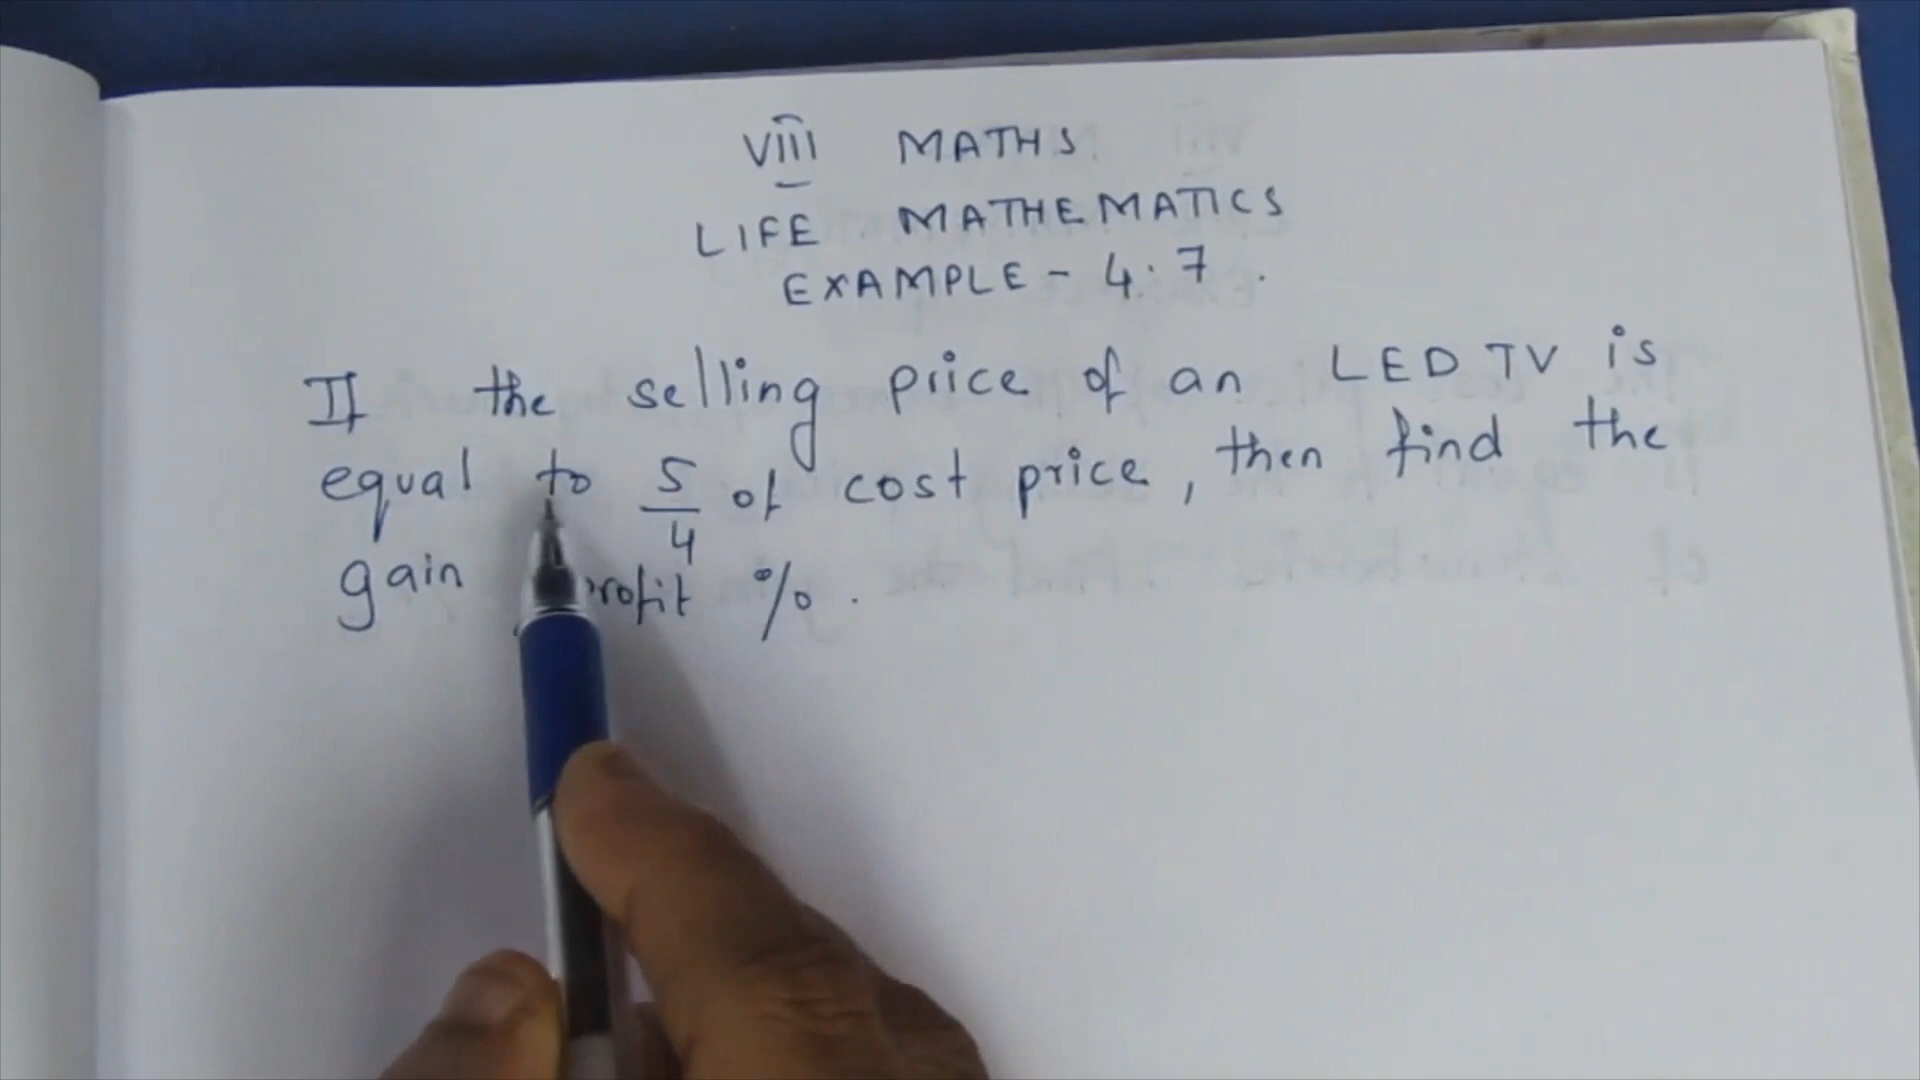 VIII MATHS
LIFE MATHEMATICS
EXAMPLE - 4.7.
If the selling price of an LED TV is
equal to 5/4 of cost price, then find the
gain %.